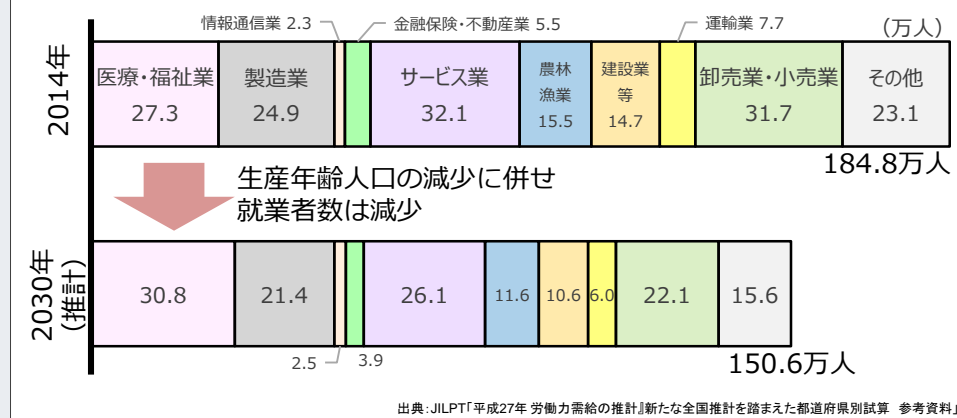 情報通信業 2.3
金融保険・不動産業 5.5
運輸業 7.7
(万人)
2014年
医療・福祉業
27.3
製造業
24.9
サービス業
32.1
農林
漁業
15.5
建設業
等
14.7
卸売業・小売業
31.7
その他
23.1
184.8万人
生産年齢人口の減少に併せ
就業者数は減少
2030年
(推計)
30.8
21.4
26.1
11.6
10.6
6.0
22.1
15.6
2.5
3.9
150.6万人
出典:JILPT「平成27年 労働力需給の推計』新たな全国推計を踏まえた都道府県別試算 参考資料」